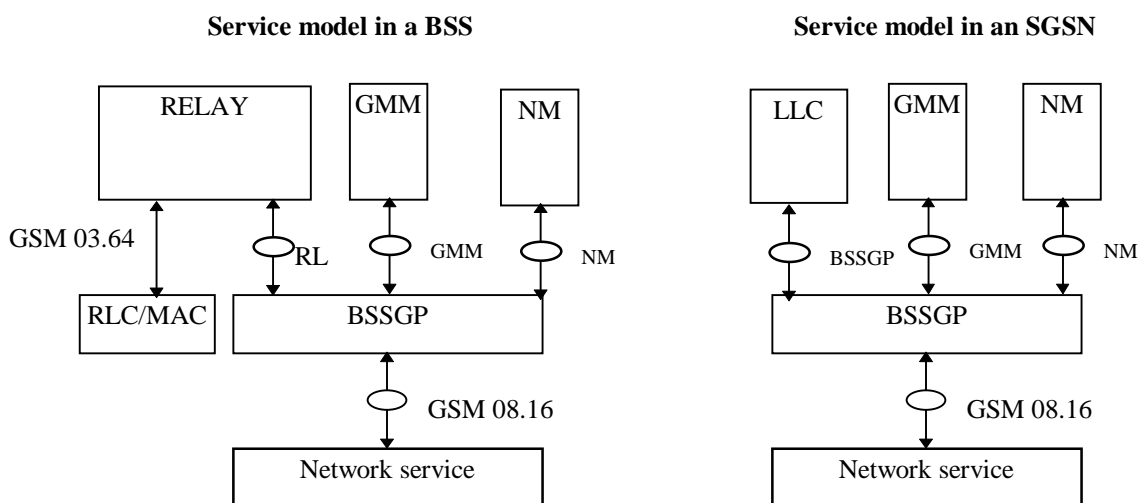 Service model in a BSS
Service model in an SGSN
RELAY
GMM
NM
LLC
GMM
NM
GSM 03.64
RL
GMM
NM
BSSGP
GMM
NM
RLC/MAC
BSSGP
BSSGP
GSM 08.16
GSM 08.16
Network service
Network service